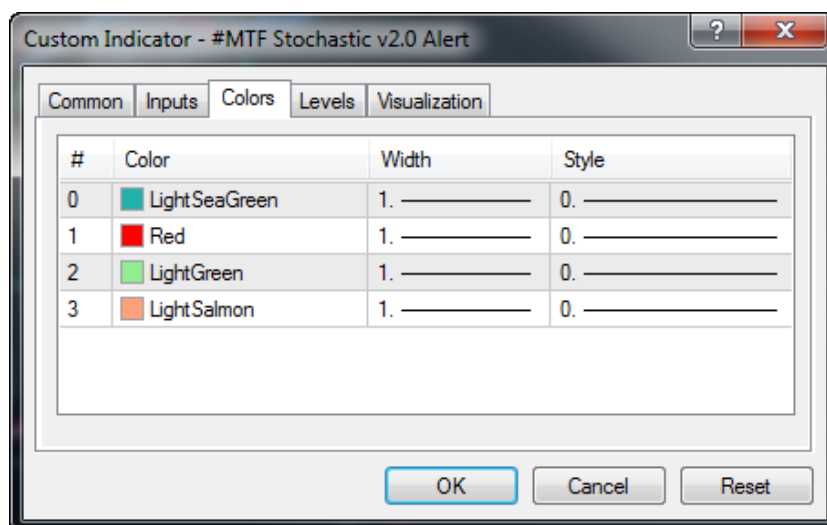 Custom Indicator - #MTF Stochastic v2.0 Alert
?
Common Inputs Colors Levels Visualization
# Color Width Style
0 LightSeaGreen 1. 0.
1 Red 1. 0.
2 LightGreen 1. 0.
3 LightSalmon 1. 0.
OK Cancel Reset